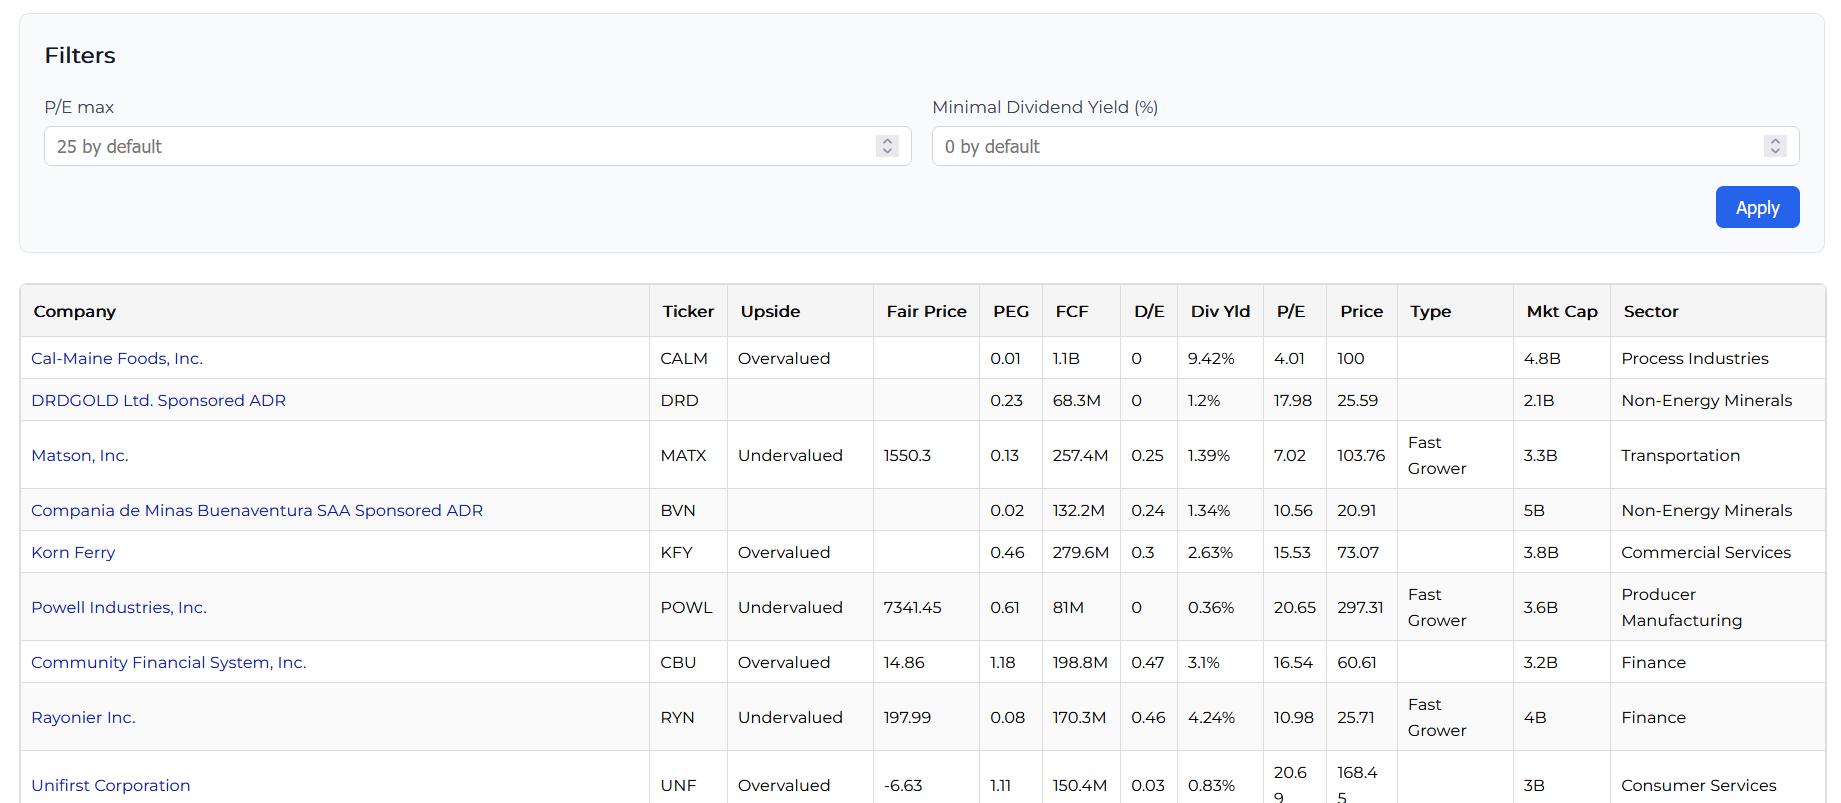 Filters
P/E max
Minimal Dividend Yield (%)
25 by default
0 by default
Apply
Company Ticker Upside Fair Price PEG FCF D/E Div Yld P/E Price Type Mkt Cap Sector
Cal-Maine Foods, Inc. CALM Overvalued 0.01 1.1B 0 9.42% 4.01 100 4.8B Process Industries
DRDGOLD Ltd. Sponsored ADR DRD 0.23 68.3M 0 1.2% 17.98 25.59 2.1B Non-Energy Minerals
Matson, Inc. MATX Undervalued 1550.3 0.13 257.4M 0.25 1.39% 7.02 103.76 Fast Grower 3.3B Transportation
Compania de Minas Buenaventura SAA Sponsored ADR BVN 0.02 132.2M 0.24 1.34% 10.56 20.91 5B Non-Energy Minerals
Korn Ferry KFY Overvalued 0.46 279.6M 0.3 2.63% 15.53 73.07 3.8B Commercial Services
Powell Industries, Inc. POWL Undervalued 7341.45 0.61 81M 0 0.36% 20.65 297.31 Fast Grower 3.6B Producer Manufacturing
Community Financial System, Inc. CBU Overvalued 14.86 1.18 198.8M 0.47 3.1% 16.54 60.61 3.2B Finance
Rayonier Inc. RYN Undervalued 197.99 0.08 170.3M 0.46 4.24% 10.98 25.71 Fast Grower 4B Finance
Unifirst Corporation UNF Overvalued -6.63 1.11 150.4M 0.03 0.83% 20.69 168.45 3B Consumer Services